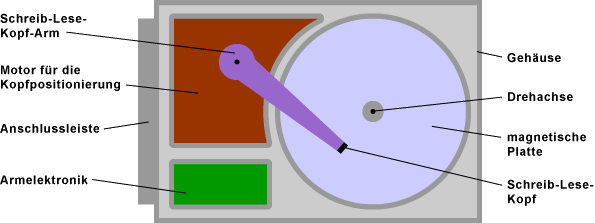 Schreib-Lese-
Kopf-Arm
Motor für die
Kopfpositionierung
Anschlussleiste
Armelektronik
Gehäuse
Drehachse
magnetische
Platte
Schreib-Lese-
Kopf